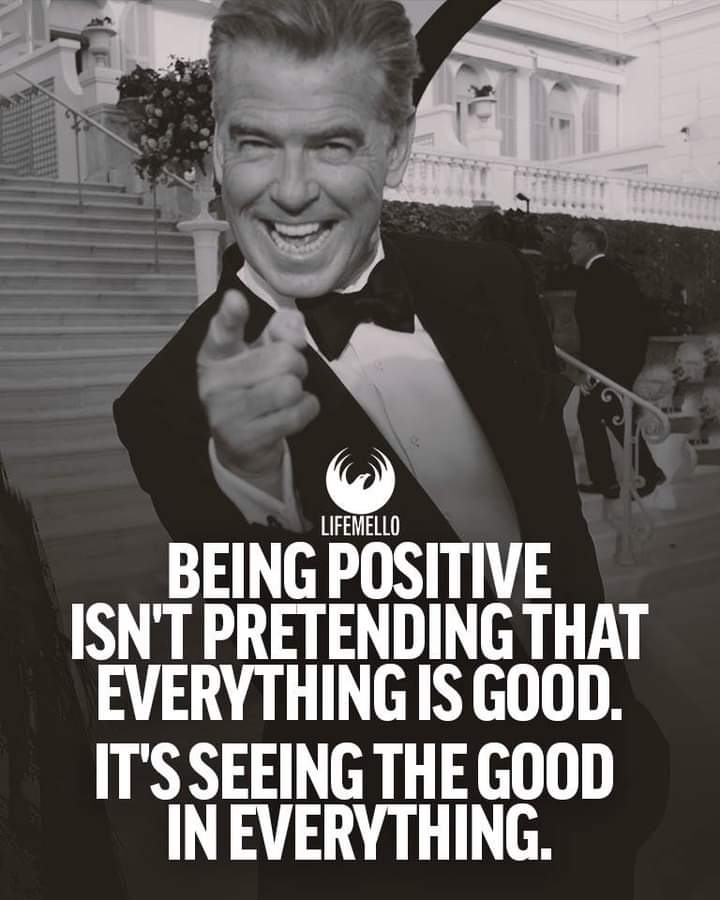 LIFEMELLO
BEING POSITIVE
ISN'T PRETENDING THAT
EVERYTHING IS GOOD.
IT'S SEEING THE GOOD
IN EVERYTHING.